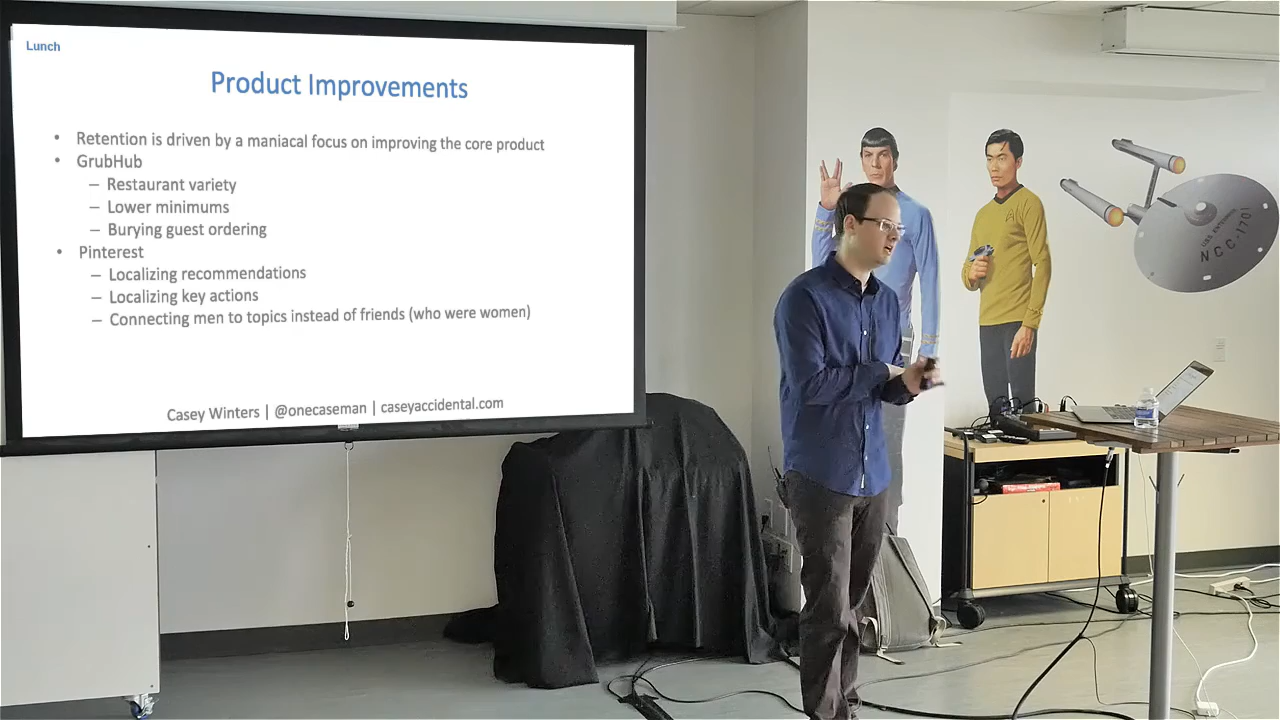 Lunch
Product Improvements
• Retention is driven by a maniacal focus on improving the core product
• GrubHub
– Restaurant variety
– Lower minimums
– Burying guest ordering
• Pinterest
– Localizing recommendations
– Localizing key actions
– Connecting men to topics instead of friends (who were women)
Casey Winters | @onecaseman | caseyaccidental.com
U.S.S. ENTERPRISE
NCC-1701